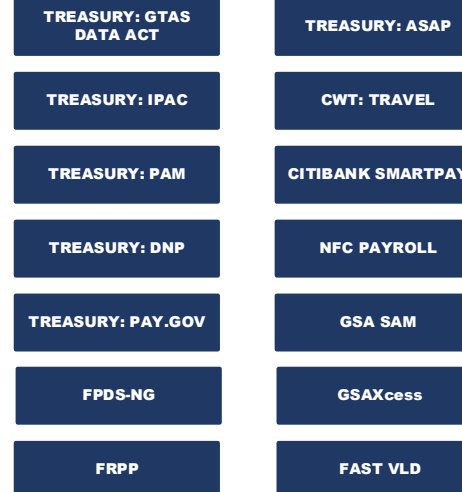 TREASURY: GTAS
DATA ACT
TREASURY: ASAP
TREASURY: IPAC
CWT: TRAVEL
TREASURY: PAM
CITIBANK SMARTPAY
TREASURY: DNP
NFC PAYROLL
TREASURY: PAY.GOV
GSA SAM
FPDS-NG
GSAXcess
FRPP
FAST VLD